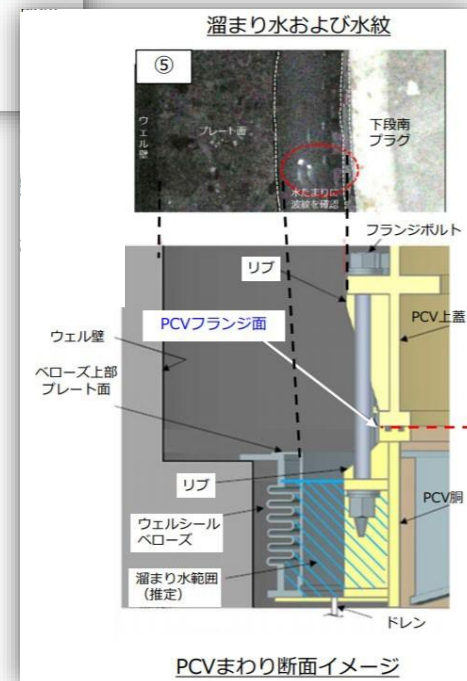 溜まり水および水紋
⑤
ウェル壁
プレート面
水たまりに
波紋を確認
下段南
プラグ
フランジボルト
リブ
PCVフランジ面
PCV上蓋
ウェル壁
ベローズ上部
プレート面
リブ
ウェルシール
ベローズ
PCV胴
溜まり水範囲
（推定）
ドレン
PCVまわり断面イメージ